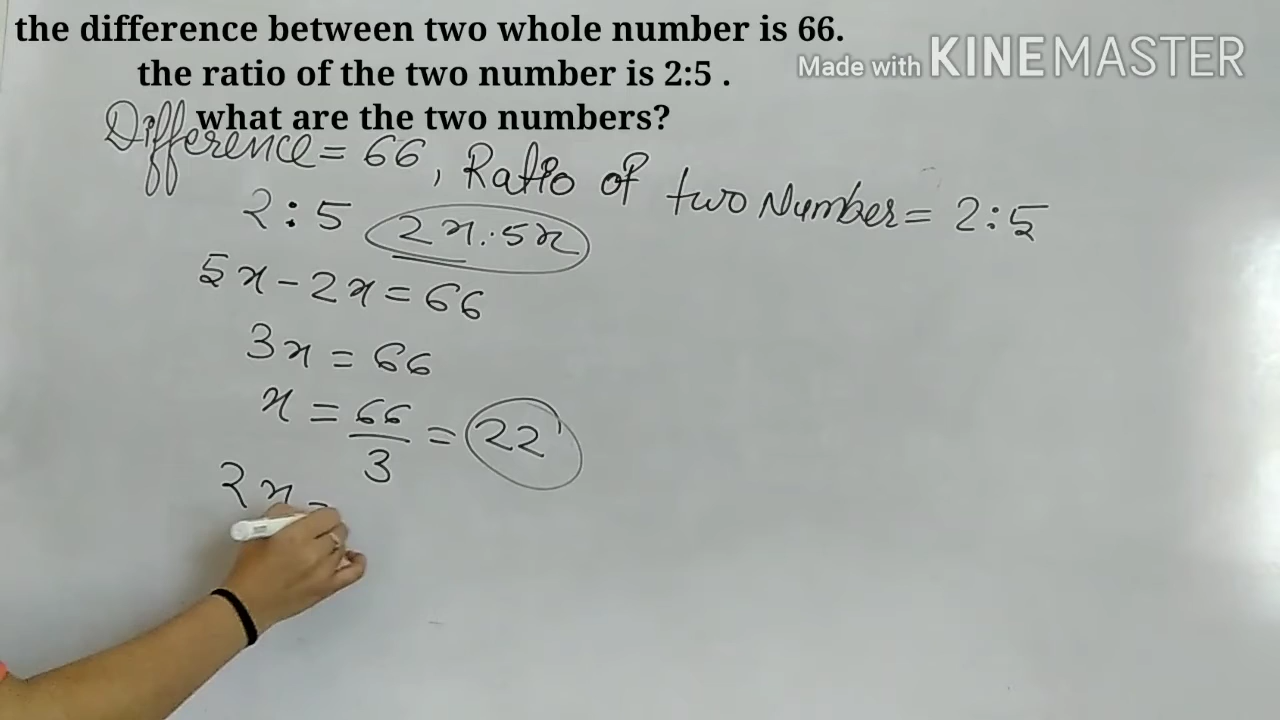 the difference between two whole number is 66.
the ratio of the two number is 2:5 .
what are the two numbers?
Made with KINEMASTER
Difference = 66, Ratio of two Number = 2:5
2:5 2x:5x
5x-2x=66
3x=66
x=66/3=22
2x=